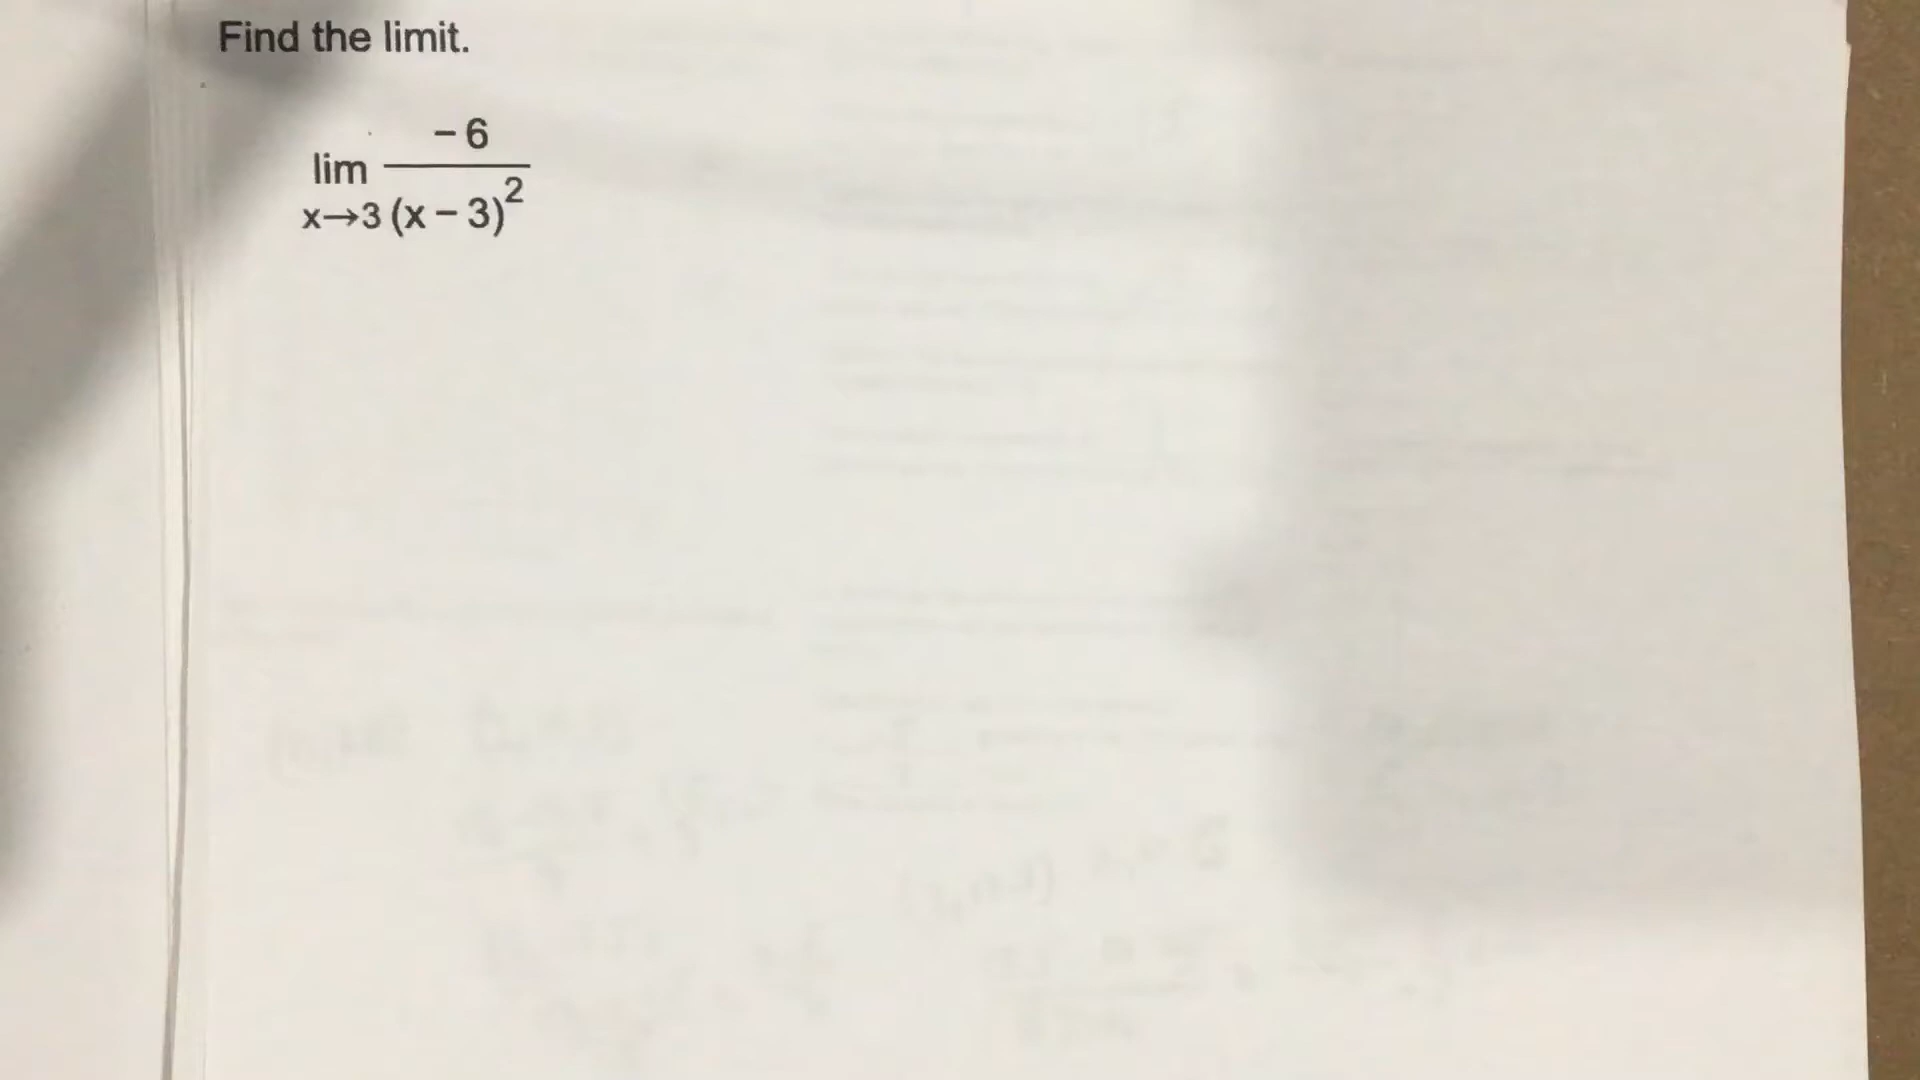 Find the limit.
lim -6
x→3 (x-3)²